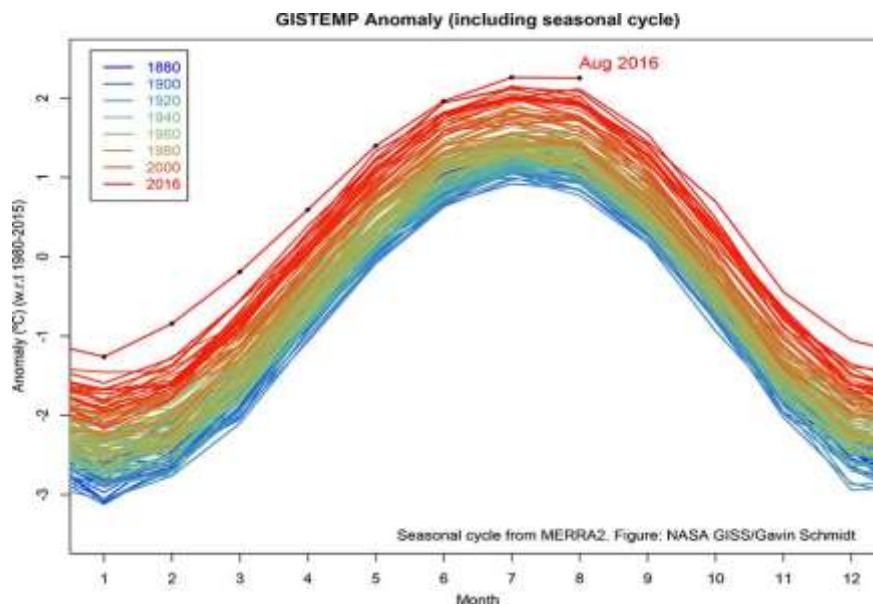 GISTEMP Anomaly (including seasonal cycle)
Aug 2016
1880
1900
1920
1940
1960
1980
2000
2016
Anomaly (ºC) (w.r.t 1980-2015)
2
1
0
-1
-2
-3
Seasonal cycle from MERRA2. Figure: NASA GISS/Gavin Schmidt
1 2 3 4 5 6 7 8 9 10 11 12
Month